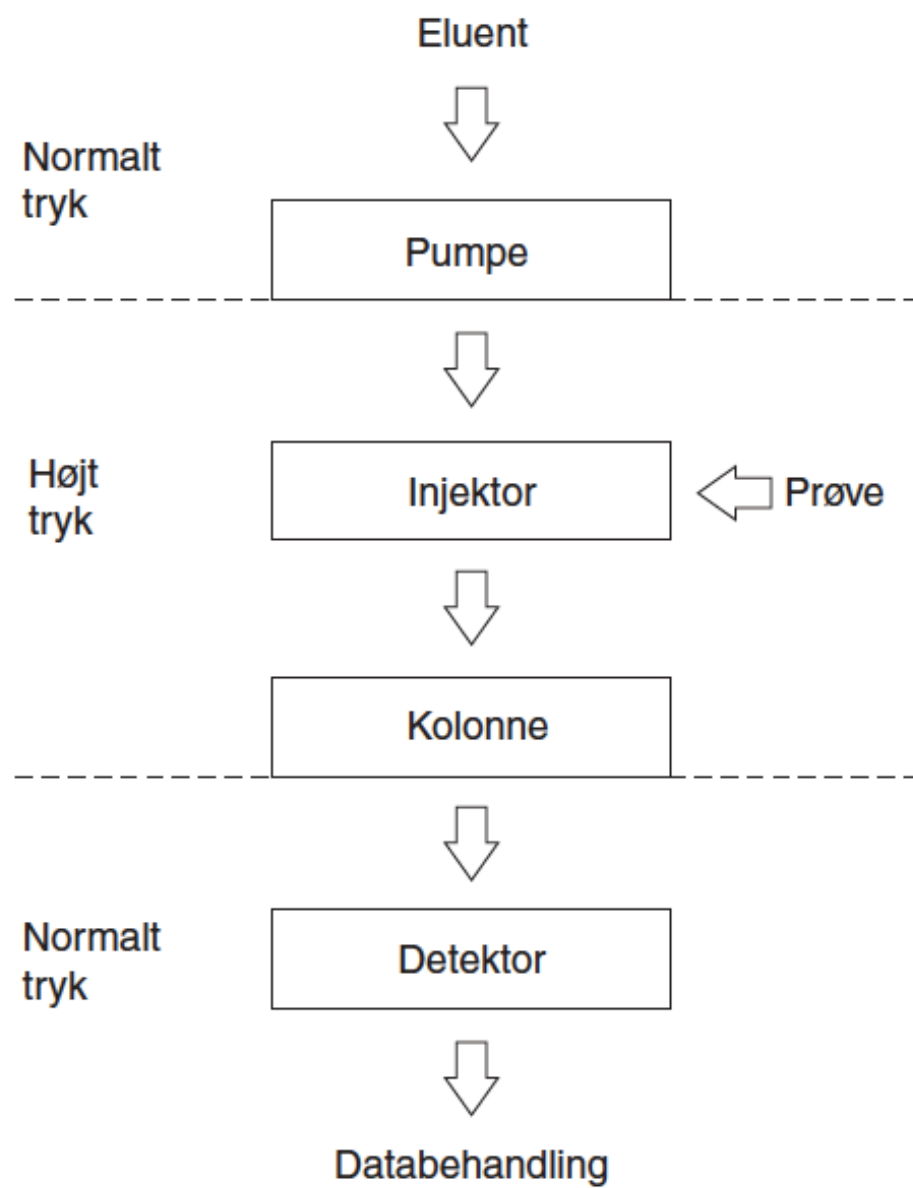 Eluent
Normalt
tryk
Pumpe
Højt
tryk
Injektor
Prøve
Kolonne
Normalt
tryk
Detektor
Databehandling